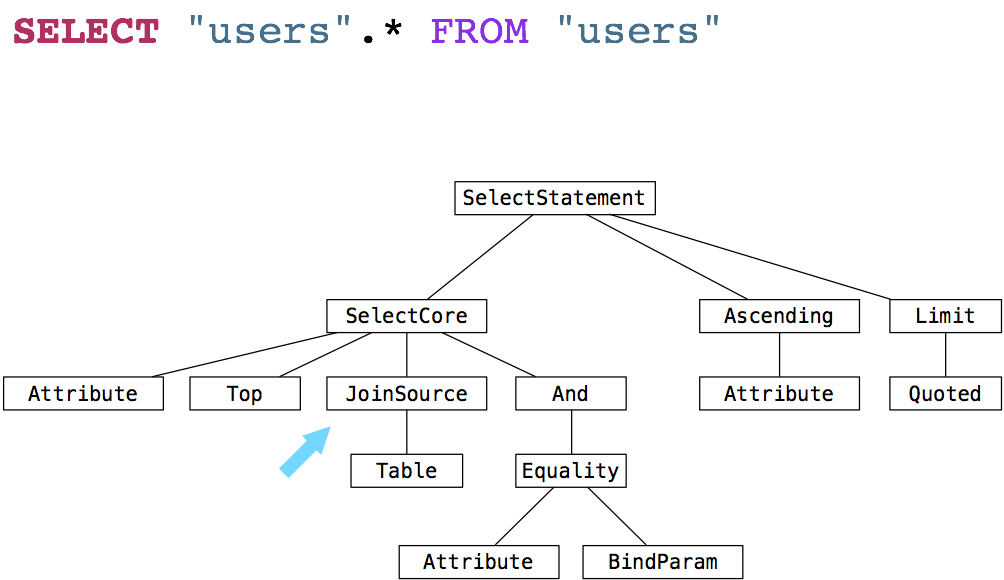 SELECT "users".* FROM "users"
SelectStatement
SelectCore
Ascending
Limit
Attribute
Top
JoinSource
And
Attribute
Quoted
Table
Equality
Attribute
BindParam